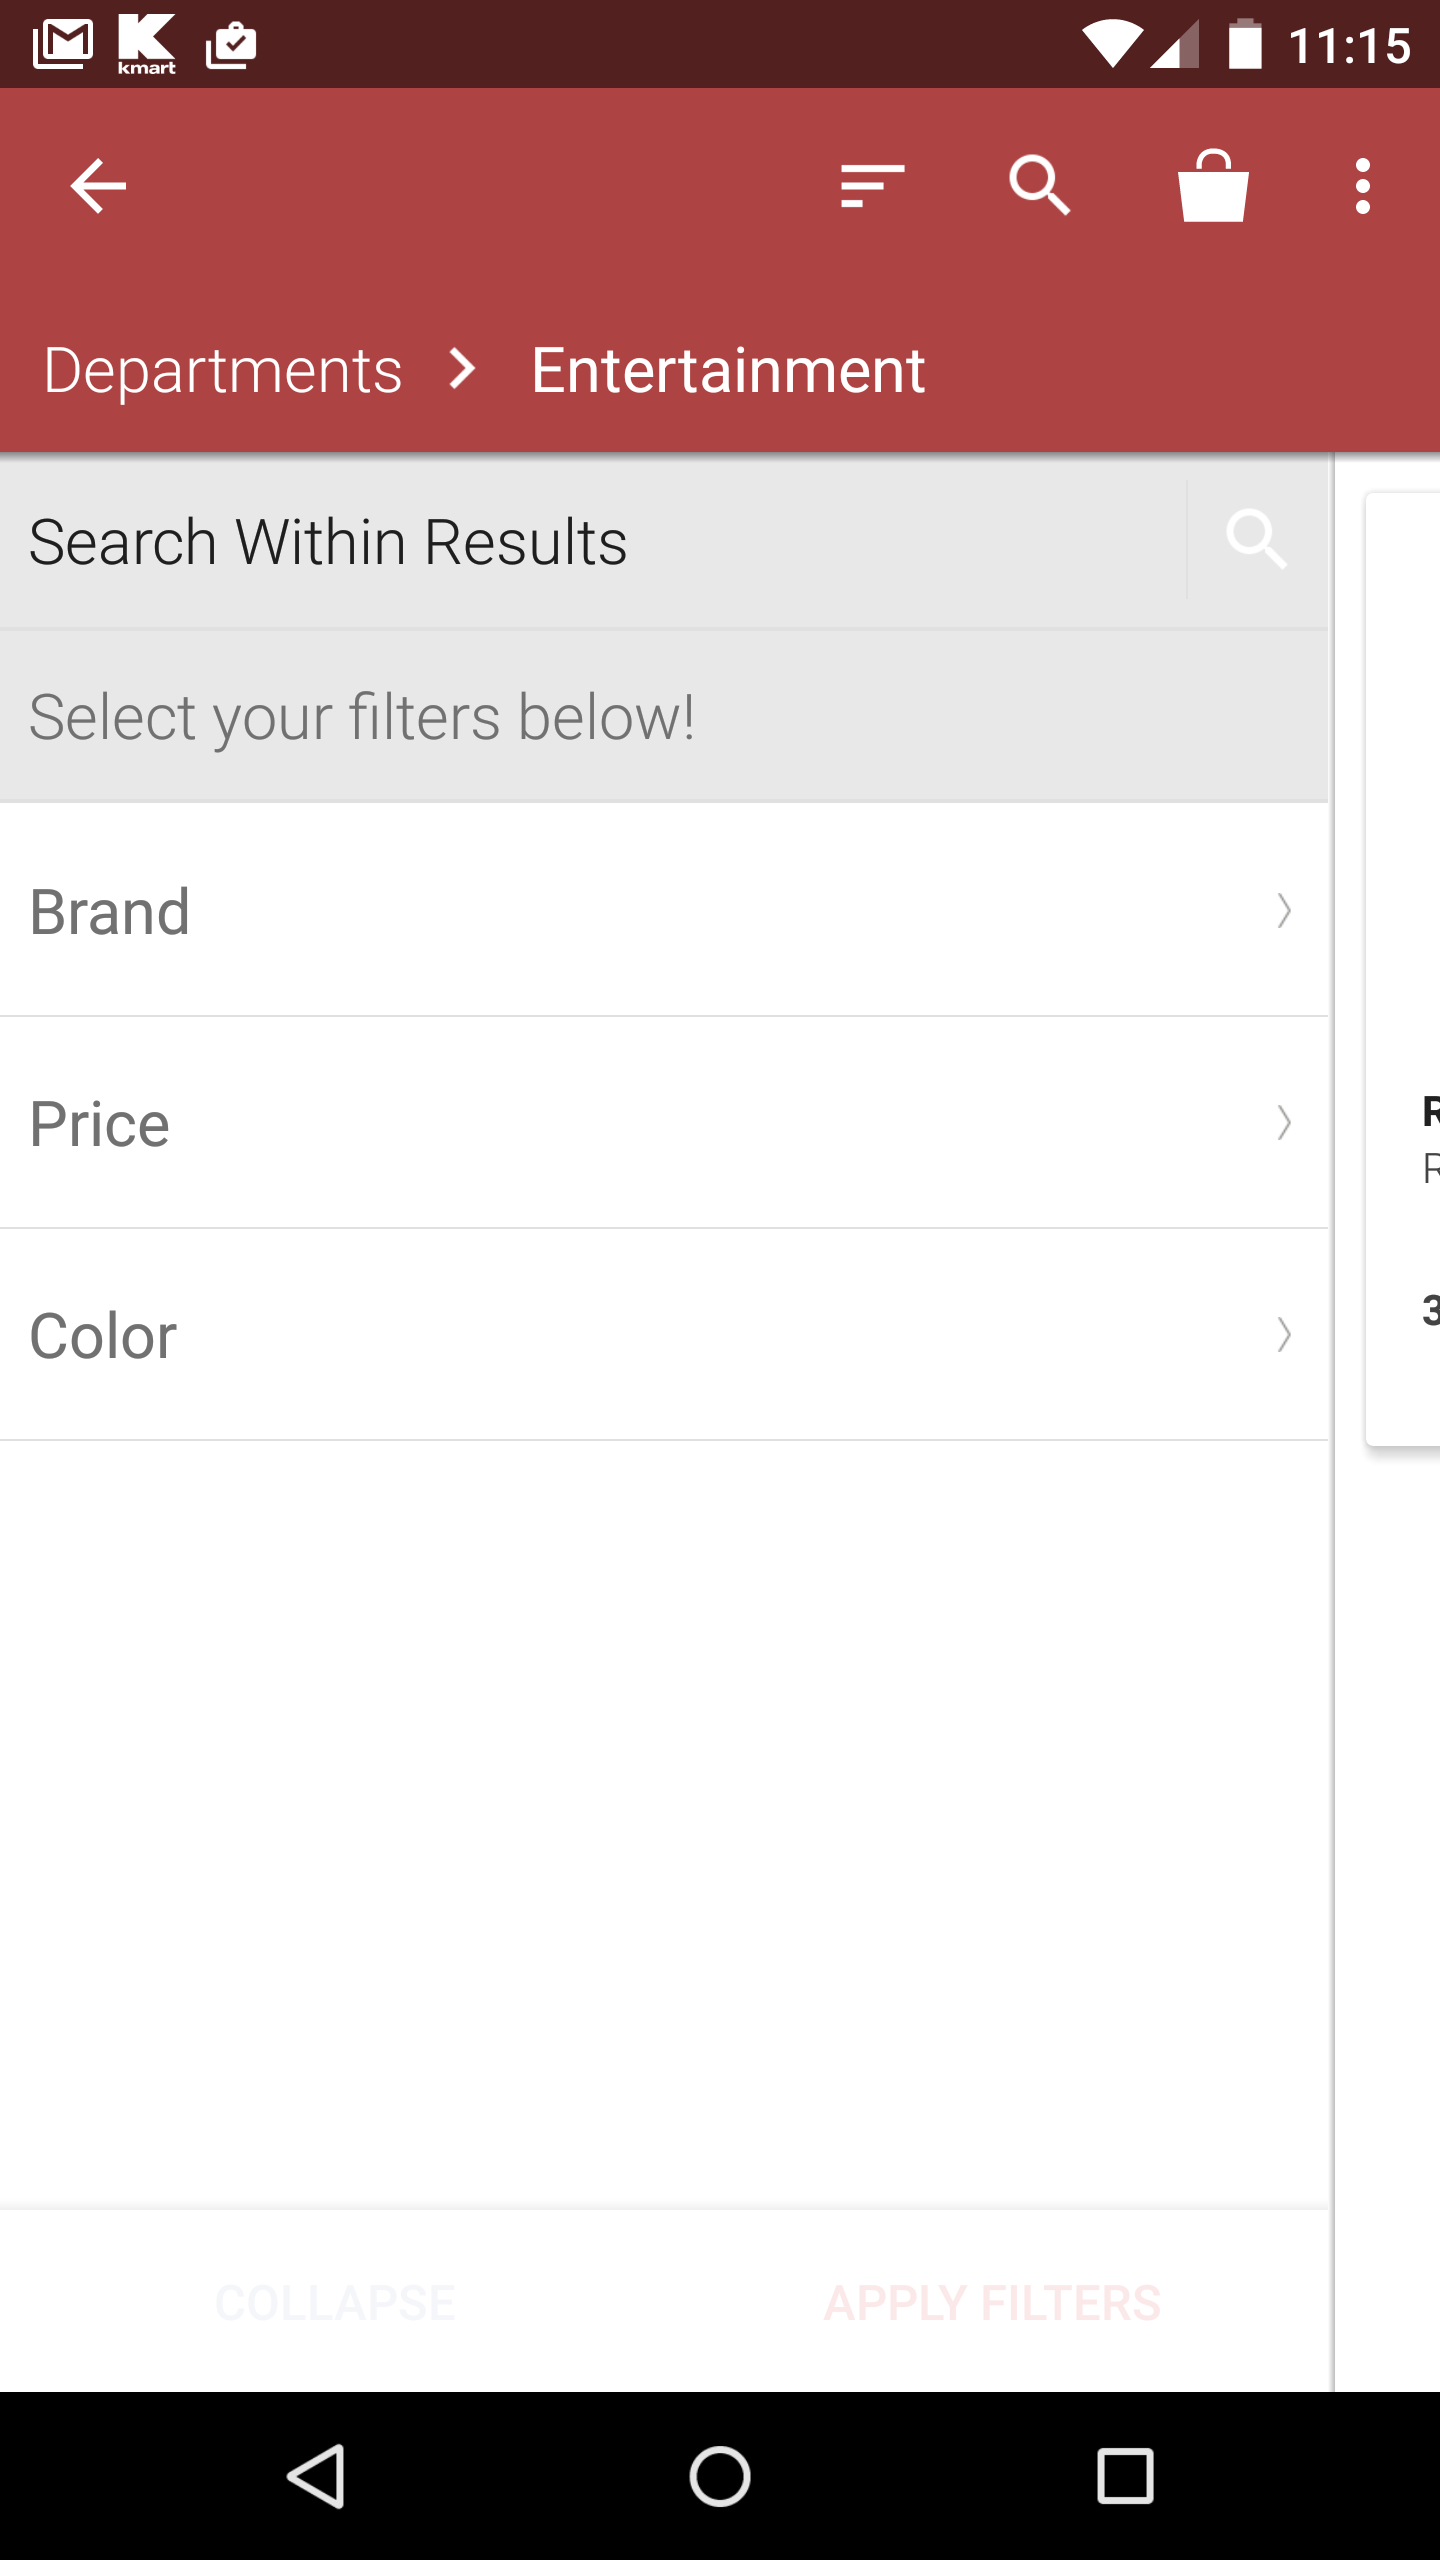 kmart
11:15
Departments
Entertainment
Search Within Results
Select your filters below!
Brand
Price
R
R
Color
3
COLLAPSE
APPLY FILTERS